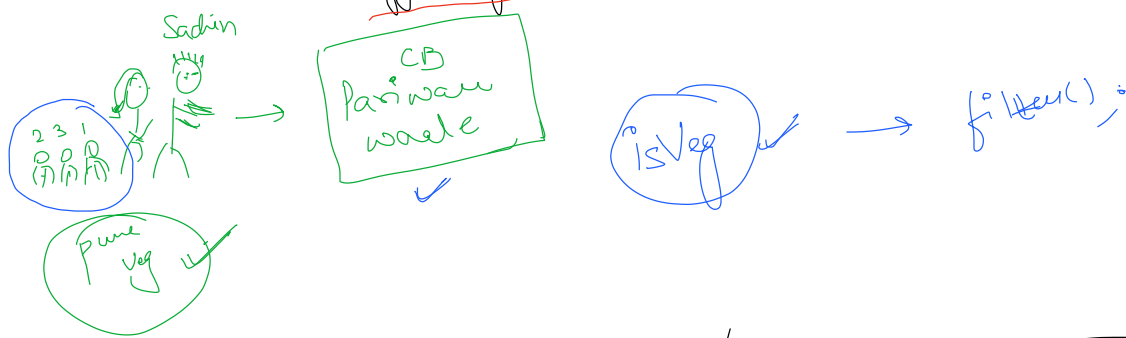 Sachin
CB
Pariwaar
waale
2 3 1
pure
veg
isVeg
filter();